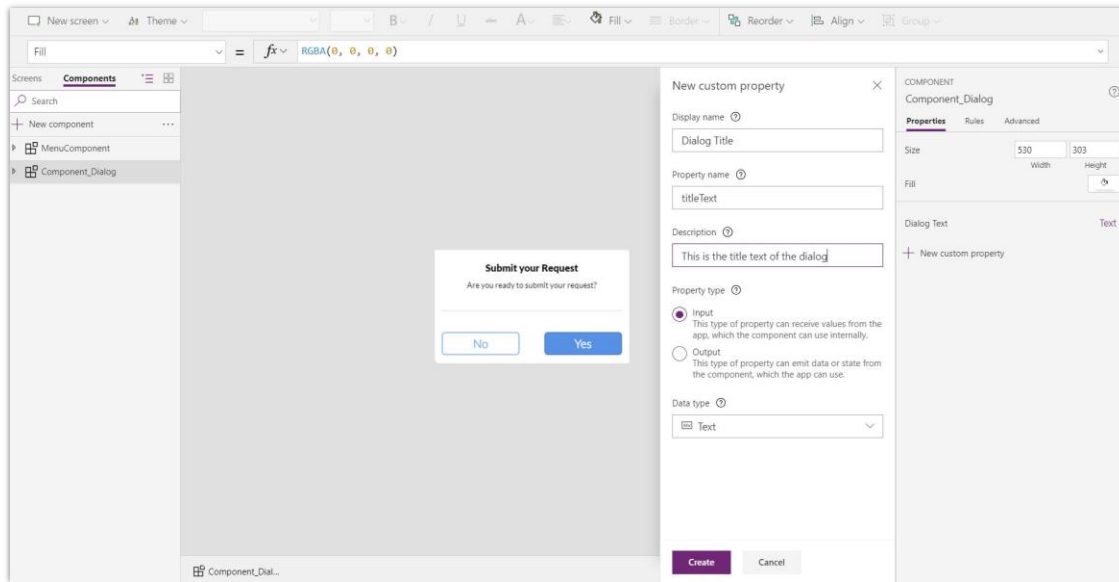 New screen Theme B / U abc A Fill Border Reorder Align Group
Fill = fx RGBA(0, 0, 0, 0)
Screens Components
Search
New component ...
MenuComponent
Component_Dialog
Submit your Request
Are you ready to submit your request?
No Yes
Component_Dial...
New custom property
Display name
Dialog Title
Property name
titleText
Description
This is the title text of the dialog
Property type
Input
This type of property can receive values from the
app, which the component can use internally.
Output
This type of property can emit data or state from
the component, which the app can use.
Data type
Text
Create Cancel
COMPONENT
Component_Dialog
Properties Rules Advanced
Size 530 303
Width Height
Fill
Dialog Text Text
New custom property